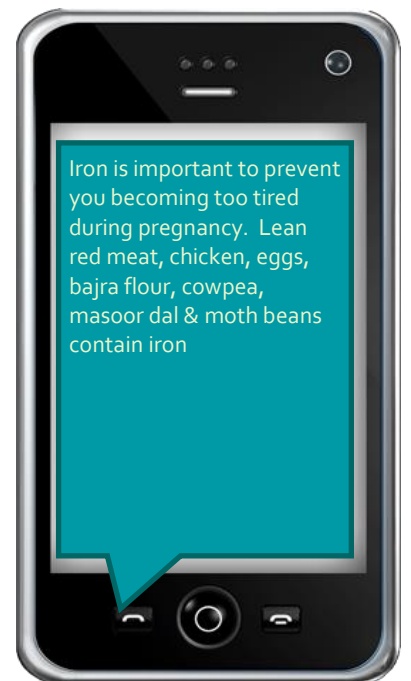 Iron is important to prevent
you becoming too tired
during pregnancy.  Lean
red meat, chicken, eggs,
bajra flour, cowpea,
masoor dal & moth beans
contain iron